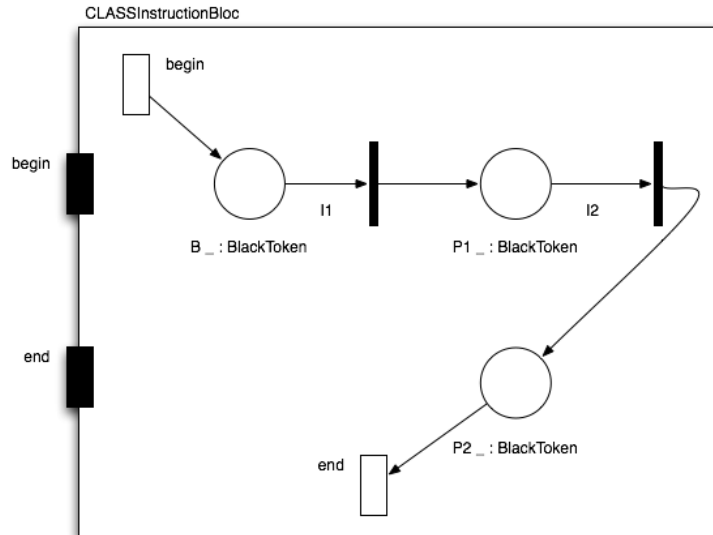 CLASSInstructionBloc
begin
begin
I1
I2
B _ : BlackToken
P1 _ : BlackToken
end
P2 _ : BlackToken
end